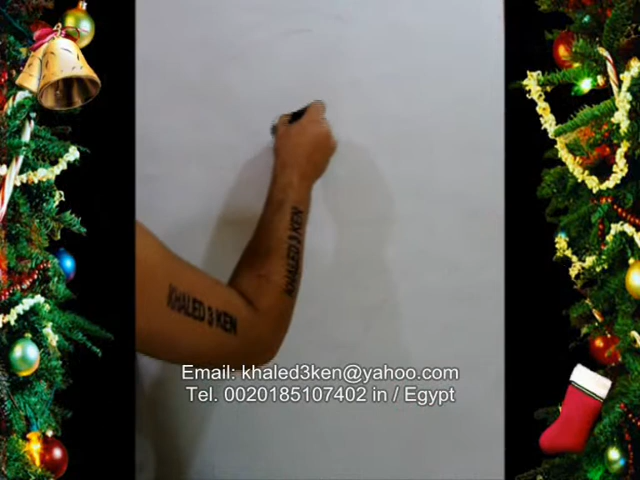 KHALED 3 KEN
KHALED 3 KEN
Email: khaled3ken@yahoo.com
Tel. 0020185107402 in / Egypt